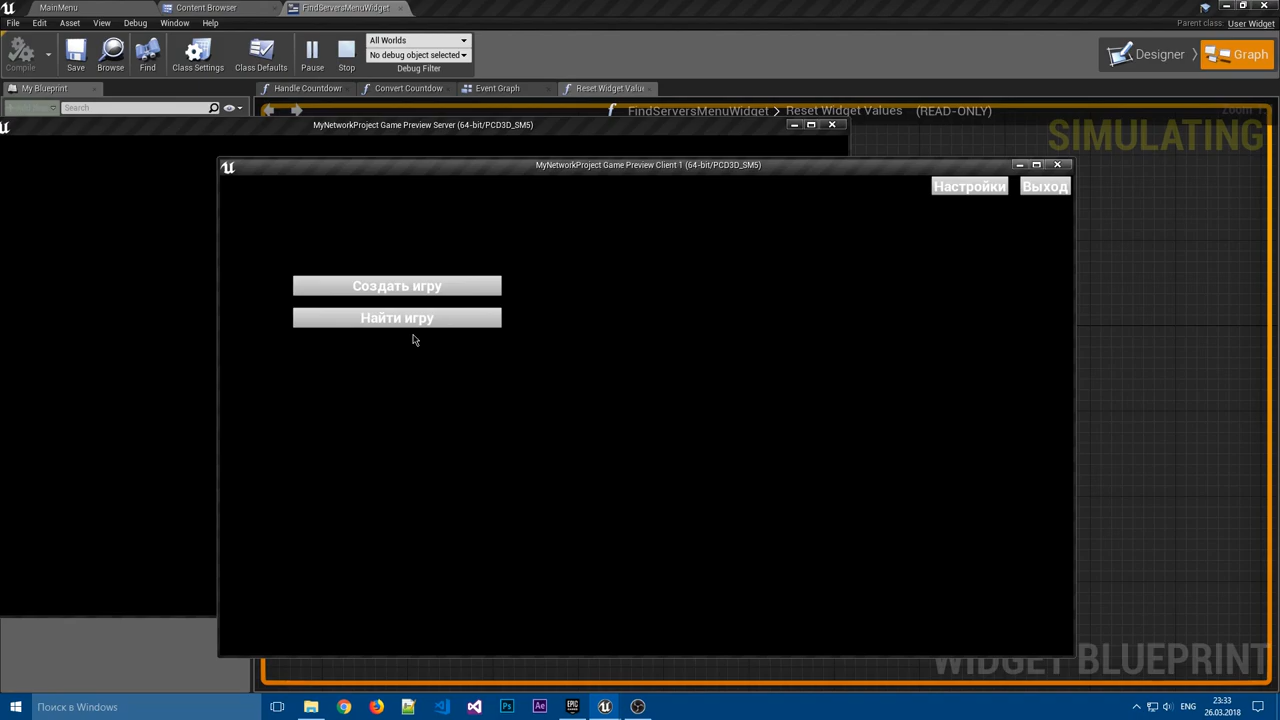 MainMenu
Content Browser
FindServersMenuWidget
File Edit Asset View Debug Window Help
Parent class: User Widget
Compile
Save
Browse
Find
Class Settings
Class Defaults
Pause
Stop
All Worlds
No debug object selected
Debug Filter
Designer
Graph
My Blueprint
Search
Handle Countdown
Convert Countdown
Event Graph
Reset Widget Values
FindServersMenuWidget > Reset Widget Values (READ-ONLY)
SIMULATING
MyNetworkProject Game Preview Server (64-bit/PCD3D_SM5)
MyNetworkProject Game Preview Client 1 (64-bit/PCD3D_SM5)
Настройки
Выход
Создать игру
Найти игру
WIDGET BLUEPRINT
Поиск в Windows
Ps
Ae
EPIC
ENG
23:33
26.03.2018